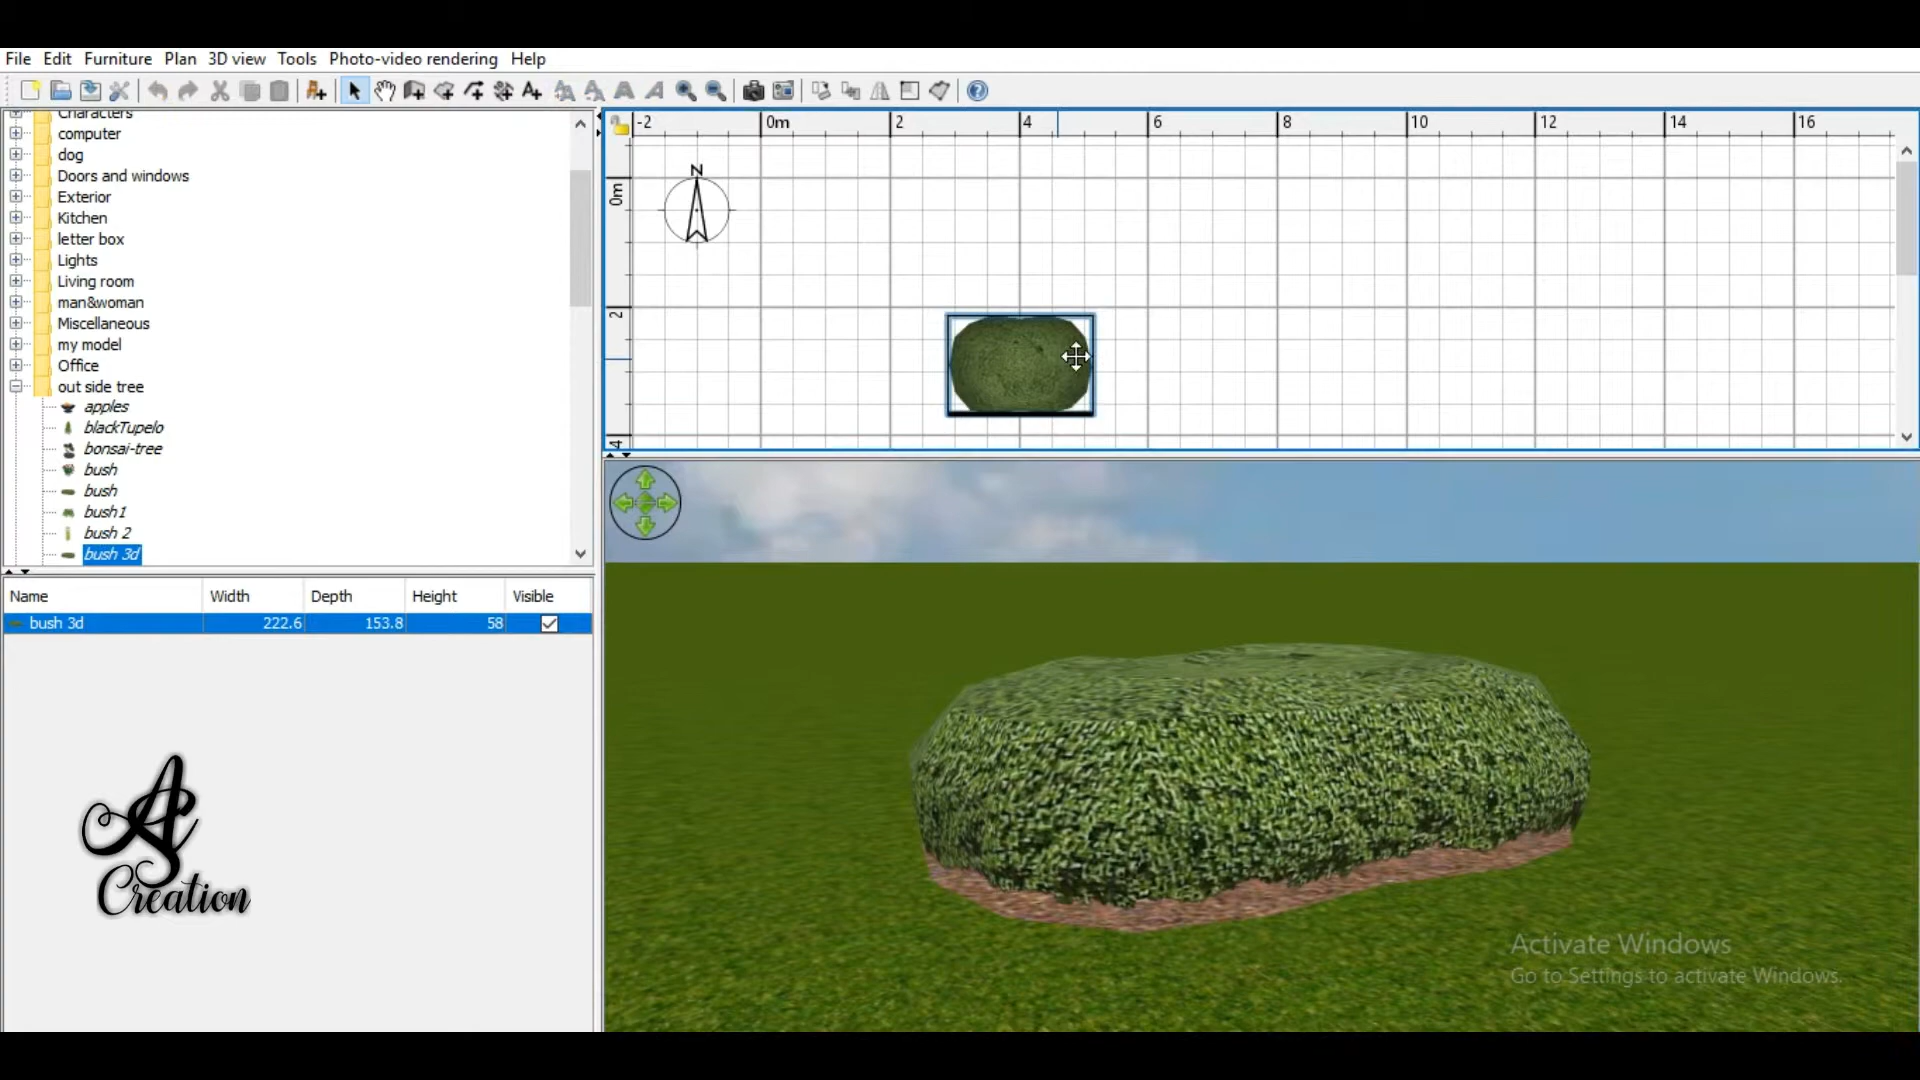 File Edit Furniture Plan 3D view Tools Photo-video rendering Help
Characters
computer
dog
Doors and windows
Exterior
Kitchen
letter box
Lights
Living room
man&woman
Miscellaneous
my model
Office
out side tree
apples
blackTupelo
bonsai-tree
bush
bush
bush1
bush 2
bush 3d
Name Width Depth Height Visible
bush 3d 222.6 153.8 58
AS
Creation
-2 0m 2 4 6 8 10 12 14 16
0m
2
4
N
Activate Windows
Go to Settings to activate Windows.